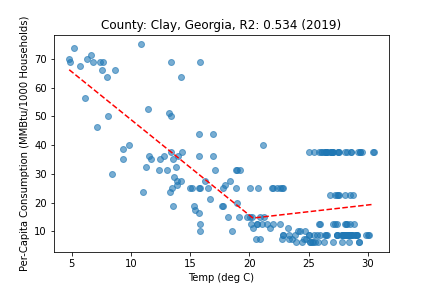 County: Clay, Georgia, R2: 0.534 (2019)
Per-Capita Consumption (MMBtu/1000 Households)
70
60
50
40
30
20
10
5 10 15 20 25 30
Temp (deg C)